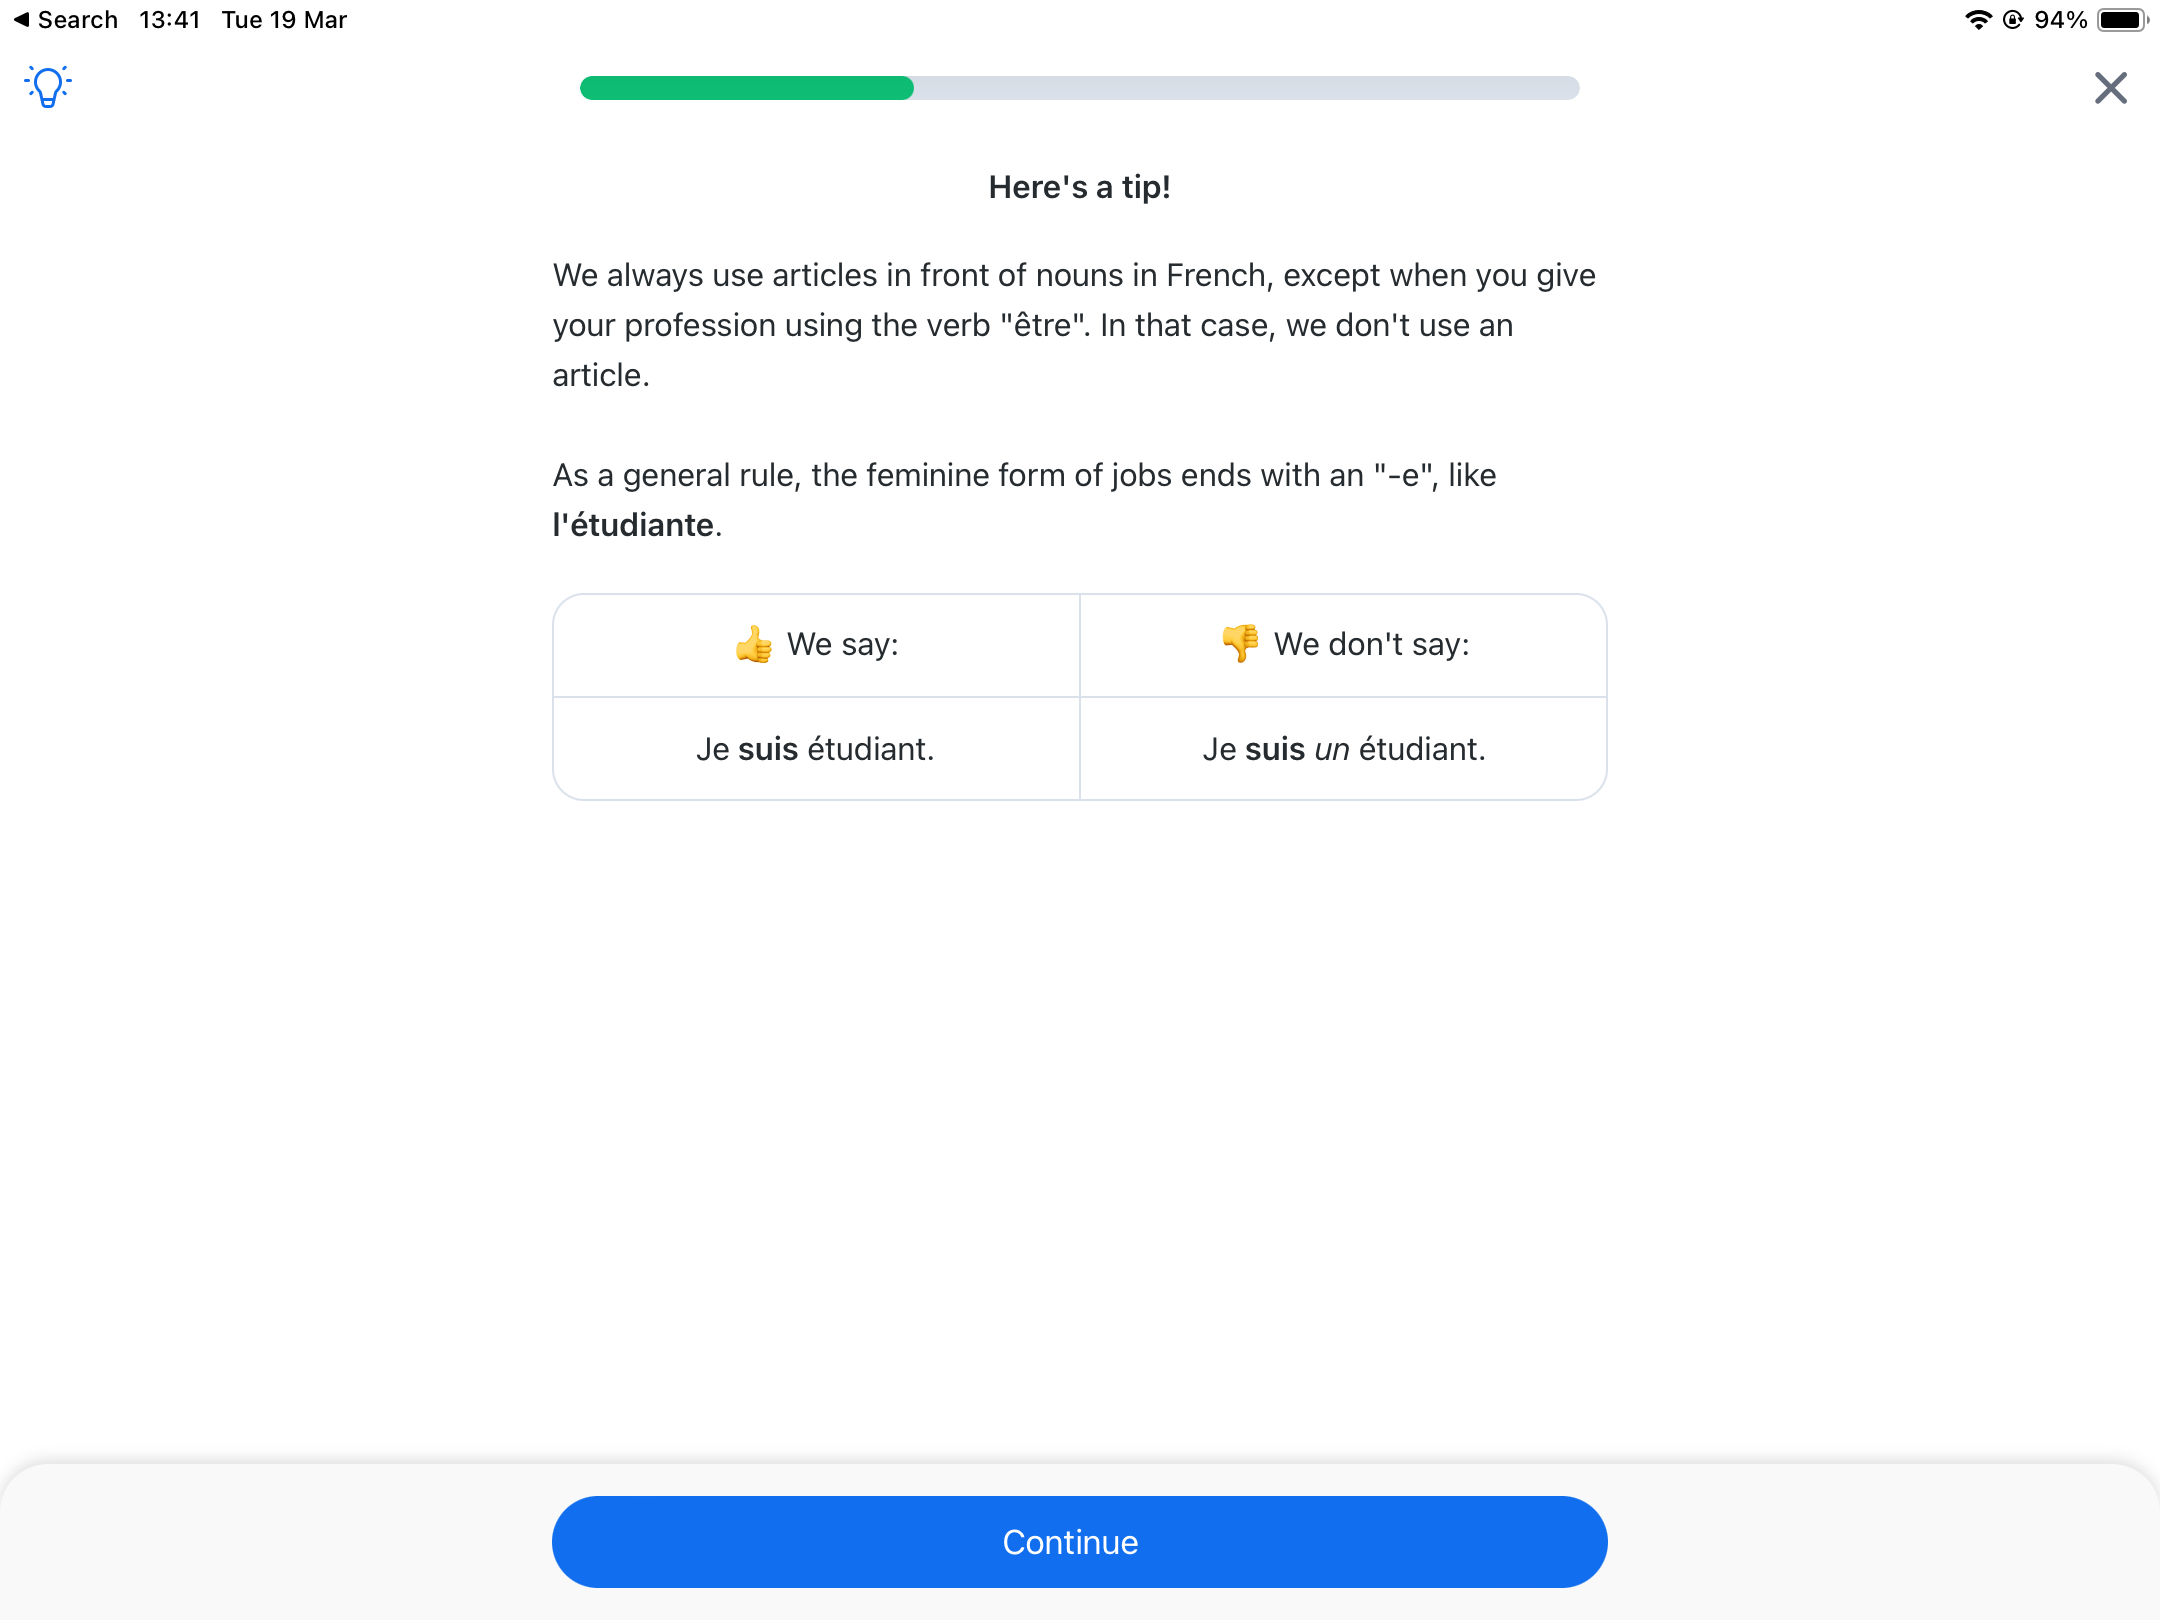 Search 13:41 Tue 19 Mar 94%
Here's a tip!
We always use articles in front of nouns in French, except when you give
your profession using the verb "être". In that case, we don't use an
article.
As a general rule, the feminine form of jobs ends with an "-e", like
l'étudiante.
👍 We say: 👎 We don't say:
Je suis étudiant. Je suis un étudiant.
Continue